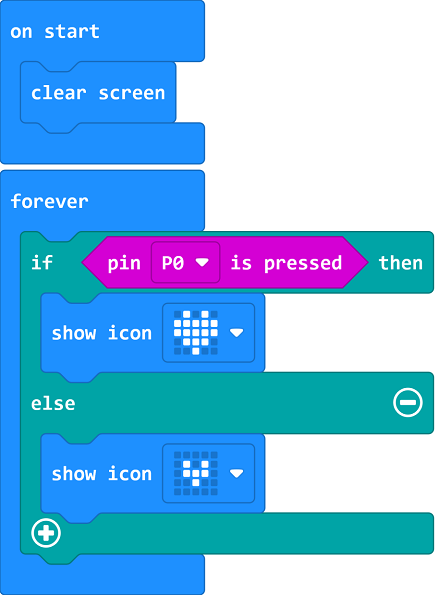 on start
clear screen
forever
if pin P0 is pressed then
show icon
else
show icon